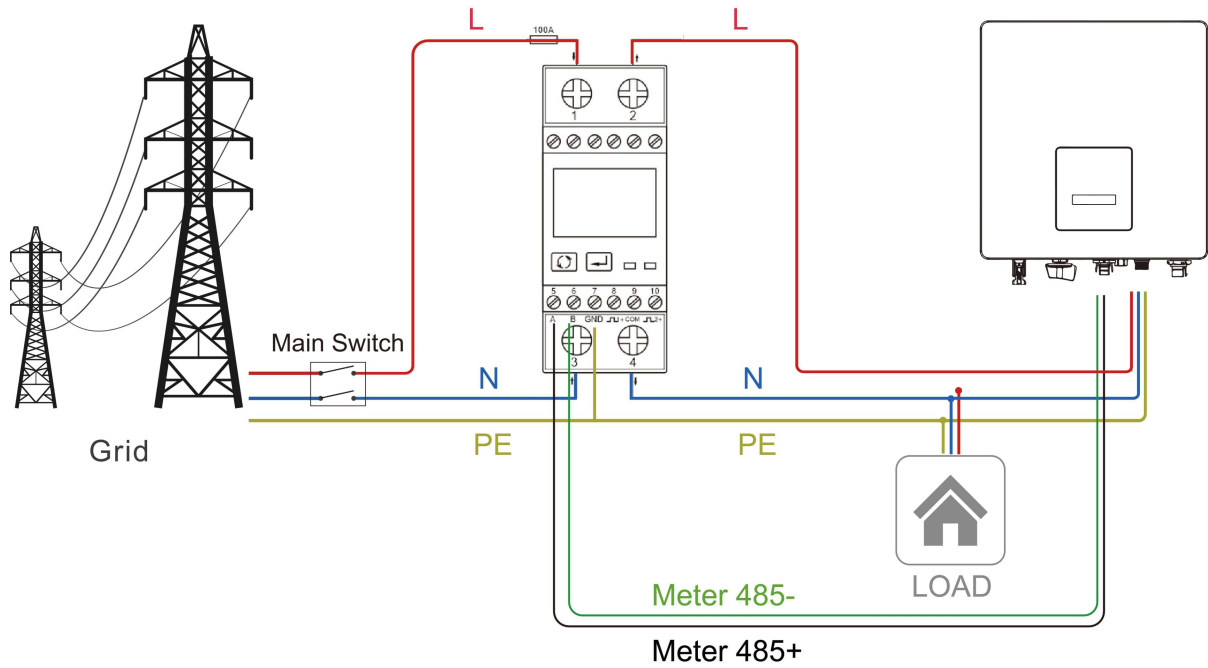 L
L
100A
1
2
5 6 7 8 9 10
A B GND + COM 2+
3
4
Main Switch
N
N
PE
PE
Grid
LOAD
Meter 485-
Meter 485+